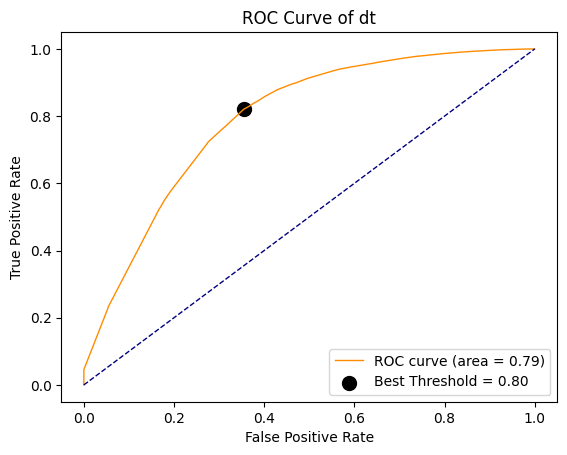 ROC Curve of dt
True Positive Rate
1.0
0.8
0.6
0.4
0.2
0.0
ROC curve (area = 0.79)
Best Threshold = 0.80
0.0 0.2 0.4 0.6 0.8 1.0
False Positive Rate